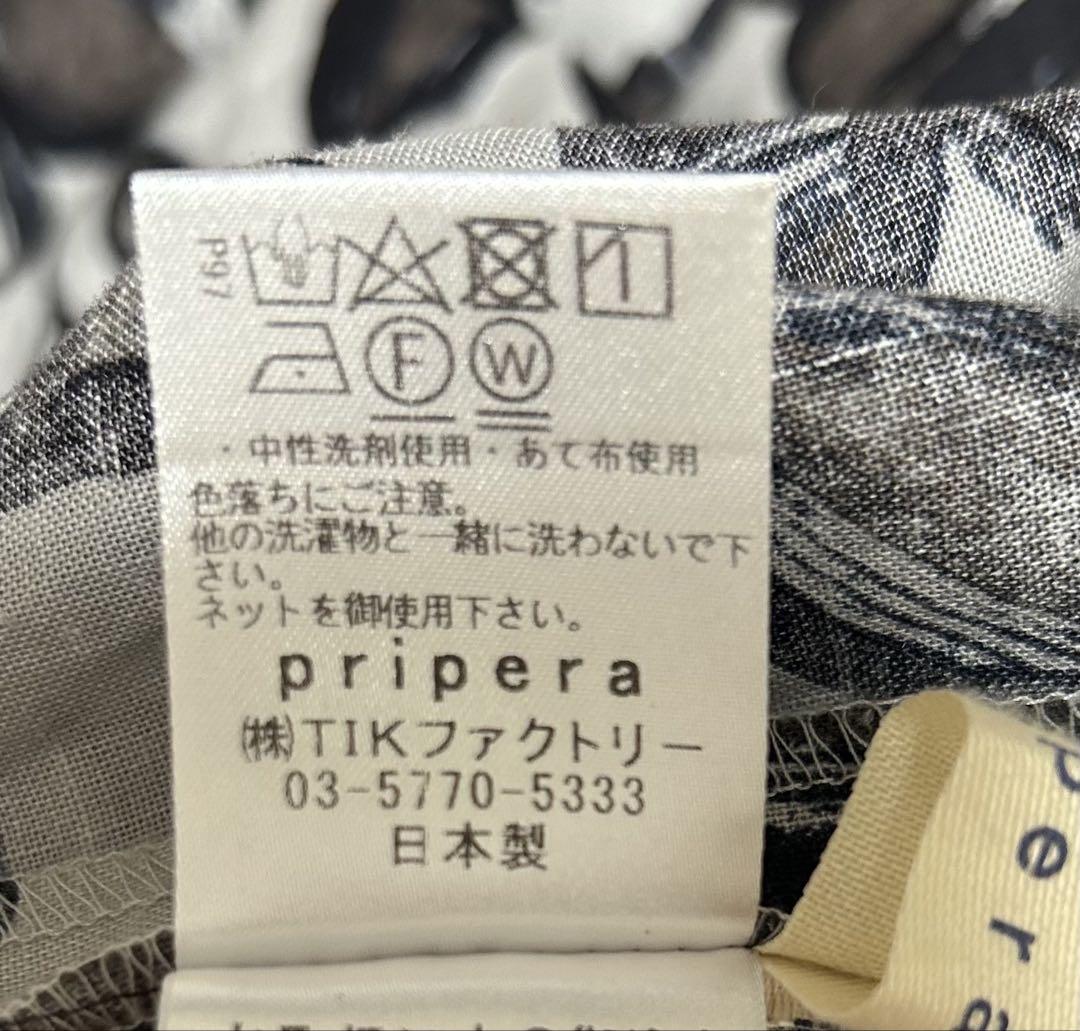 P97
F W
・中性洗剤使用・あて布使用
色落ちにご注意。
他の洗濯物と一緒に洗わないで下
さい。
ネットを御使用下さい。
pripera
㈱TIKファクトリー
03-5770-5333
日本製
pera